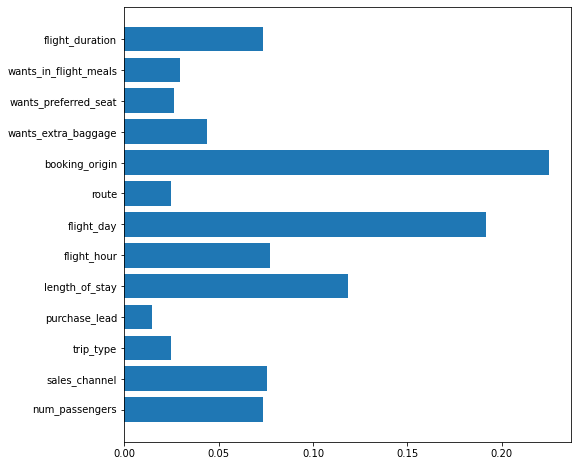 flight_duration
wants_in_flight_meals
wants_preferred_seat
wants_extra_baggage
booking_origin
route
flight_day
flight_hour
length_of_stay
purchase_lead
trip_type
sales_channel
num_passengers
0.00 0.05 0.10 0.15 0.20